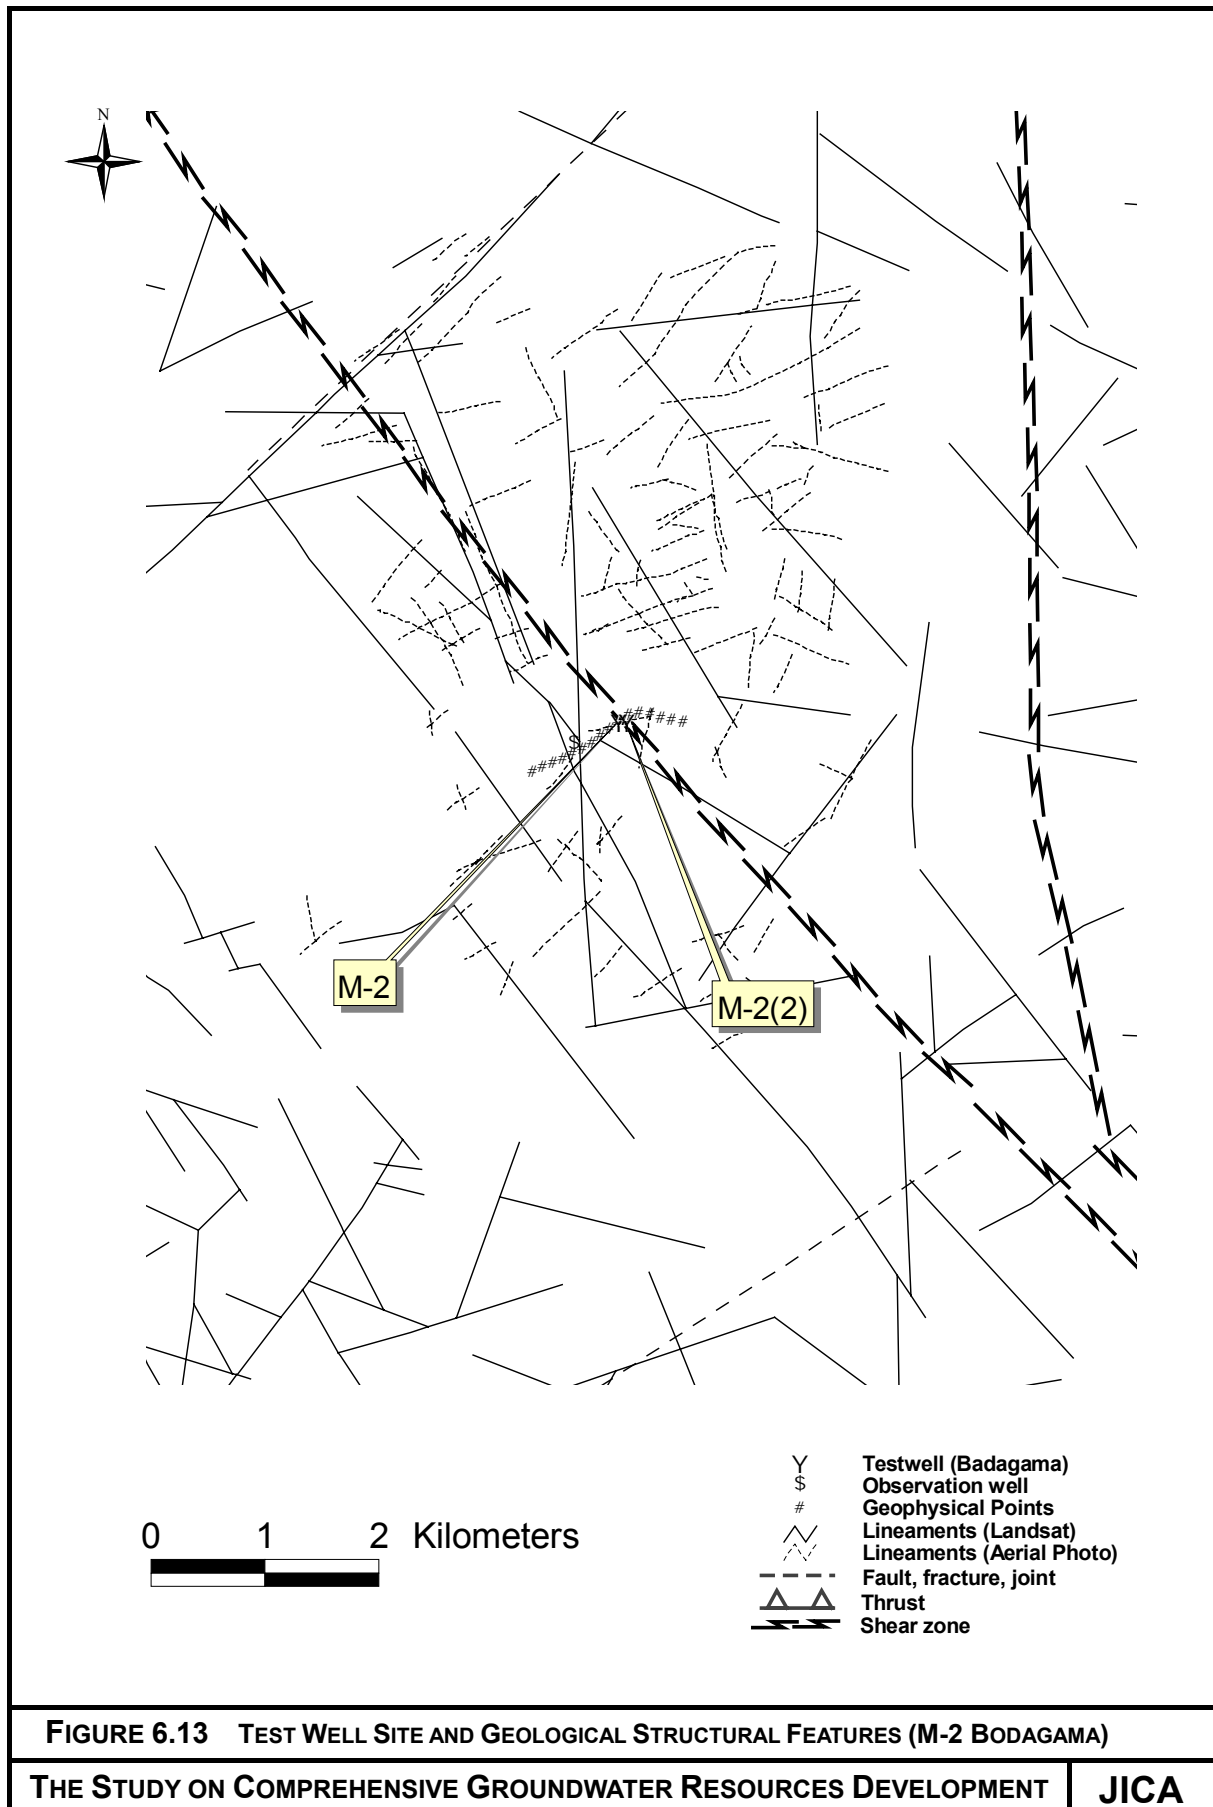 N
$
M-2
M-2(2)
0 1 2 Kilometers
Y Testwell (Badagama)
$ Observation well
# Geophysical Points
Lineaments (Landsat)
Lineaments (Aerial Photo)
Fault, fracture, joint
Thrust
Shear zone
FIGURE 6.13 TEST WELL SITE AND GEOLOGICAL STRUCTURAL FEATURES (M-2 BODAGAMA)
THE STUDY ON COMPREHENSIVE GROUNDWATER RESOURCES DEVELOPMENT JICA